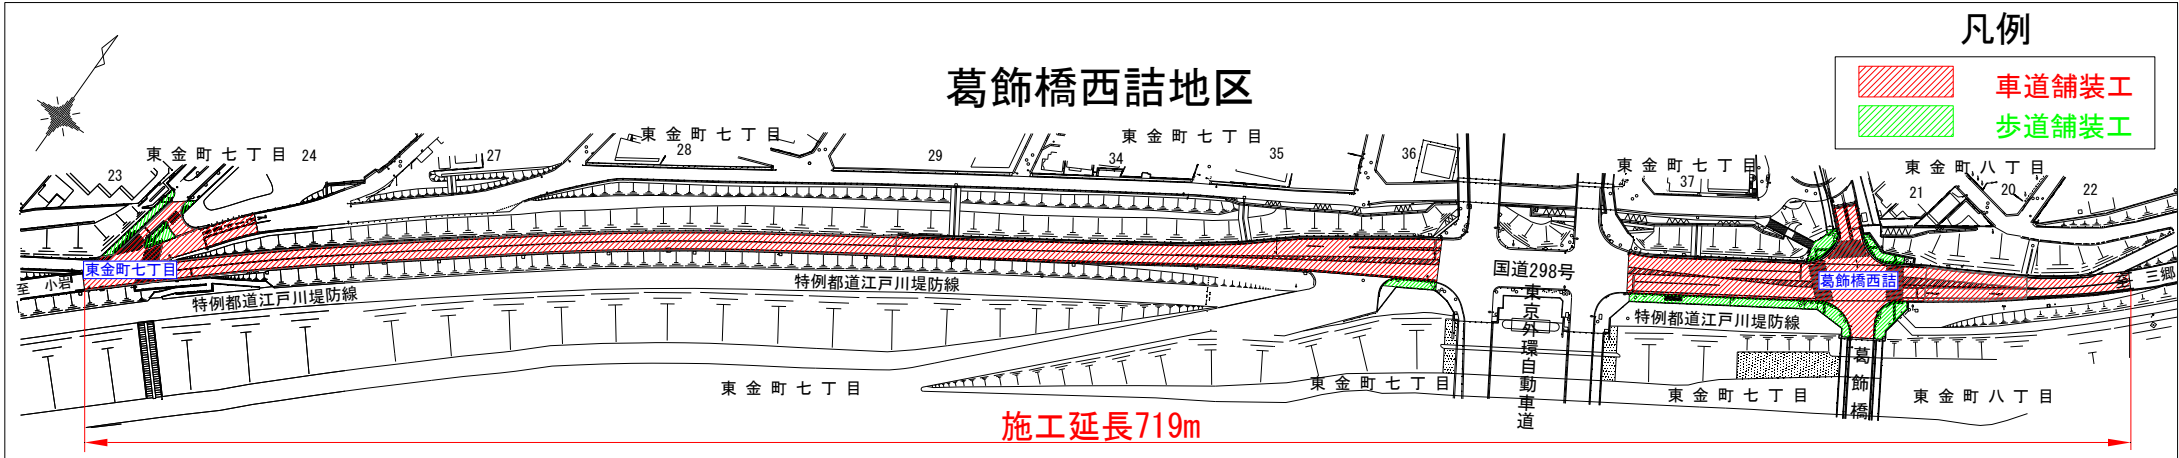 凡例
葛飾橋西詰地区
車道舗装工
歩道舗装工
東金町七丁目
東金町七丁目
東金町七丁目
東金町七丁目
東金町八丁目
23
24
27
28
29
34
35
36
37
21
20
22
東金町七丁目
至 小岩
特例都道江戸川堤防線
特例都道江戸川堤防線
国道298号
東京外環自動車道
葛飾橋西詰
三郷
特例都道江戸川堤防線
葛飾橋
東金町七丁目
東金町七丁目
東金町七丁目
東金町八丁目
施工延長719m